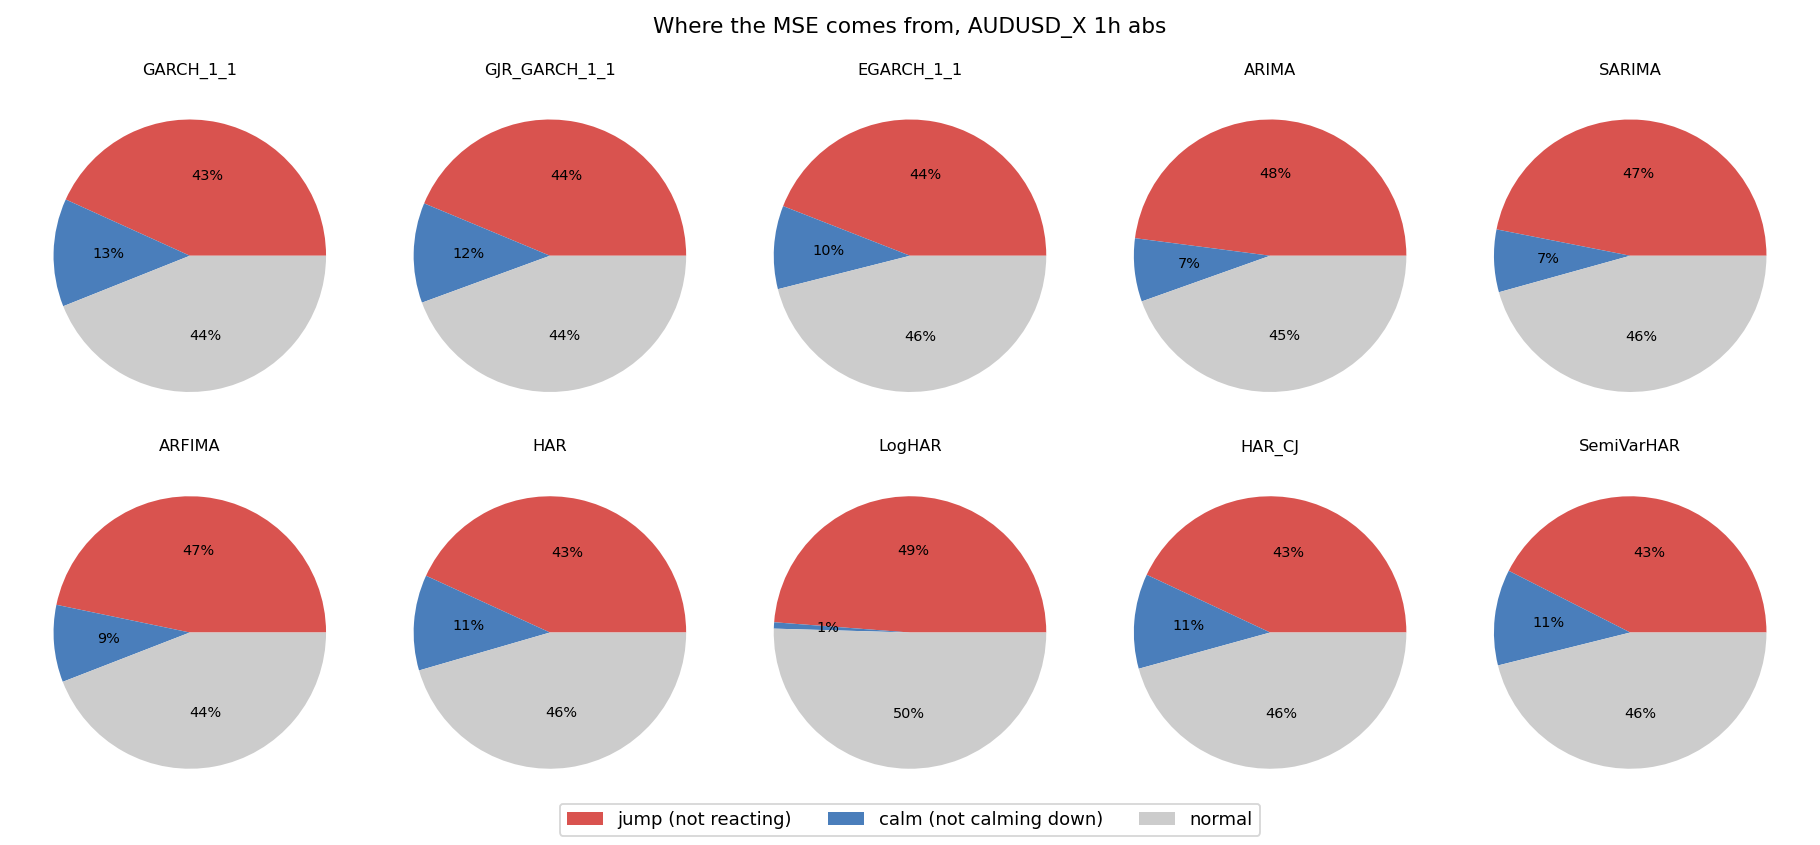 Where the MSE comes from, AUDUSD_X 1h abs
GARCH_1_1
43%
13%
44%
GJR_GARCH_1_1
44%
12%
44%
EGARCH_1_1
44%
10%
46%
ARIMA
48%
7%
45%
SARIMA
47%
7%
46%
ARFIMA
47%
9%
44%
HAR
43%
11%
46%
LogHAR
49%
1%
50%
HAR_CJ
43%
11%
46%
SemiVarHAR
43%
11%
46%
jump (not reacting)
calm (not calming down)
normal